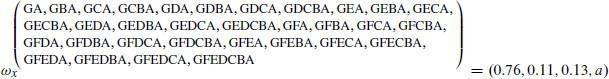 GA, GBA, GCA, GCBA, GDA, GDBA, GDCA, GDCBA, GEA, GEBA, GECA,
GECBA, GEDA, GEDBA, GEDCA, GEDCBA, GFA, GFBA, GFCA, GFCBA,
GFDA, GFDBA, GFDCA, GFDCBA, GFEA, GFEBA, GFECA, GFECBA,
GFEDA, GFEDBA, GFEDCA, GFEDCBA
ωx( ) = (0.76, 0.11, 0.13, a)